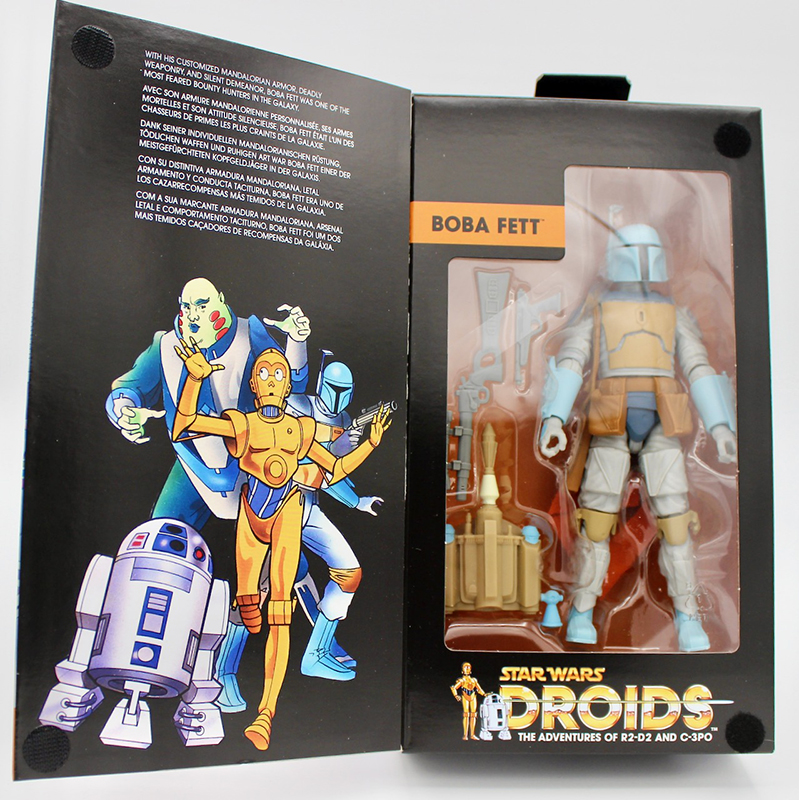 WITH HIS CUSTOMIZED MANDALORIAN ARMOR, DEADLY
WEAPONRY, AND SILENT DEMEANOR, BOBA FETT WAS ONE OF THE
MOST FEARED BOUNTY HUNTERS IN THE GALAXY.
AVEC SON ARMURE MANDALORIENNE PERSONNALISÉE, SES ARMES
MORTELLES ET SON ATTITUDE SILENCIEUSE, BOBA FETT ÉTAIT L'UN DES
CHASSEURS DE PRIMES LES PLUS CRAINTS DE LA GALAXIE.
DANK SEINER INDIVIDUELLEN MANDALORIANISCHEN RÜSTUNG,
TÖDLICHEN WAFFEN UND RUHIGEN ART WAR BOBA FETT EINER DER
MEISTGEFÜRCHTETEN KOPFGELDJÄGER IN DER GALAXIS.
CON SU DISTINTIVA ARMADURA MANDALORIANA, LETAL
ARMAMENTO Y CONDUCTA TACITURNA, BOBA FETT ERA UNO DE
LOS CAZARRECOMPENSAS MÁS TEMIDOS DE LA GALAXIA.
COM A SUA MARCANTE ARMADURA MANDALORIANA, ARSENAL
LETAL E COMPORTAMENTO TACITURNO, BOBA FETT FOI UM DOS
MAIS TEMIDOS CAÇADORES DE RECOMPENSAS DA GALÁXIA.
BOBA FETT™
STAR WARS
DROIDS™
THE ADVENTURES OF R2-D2 AND C-3PO